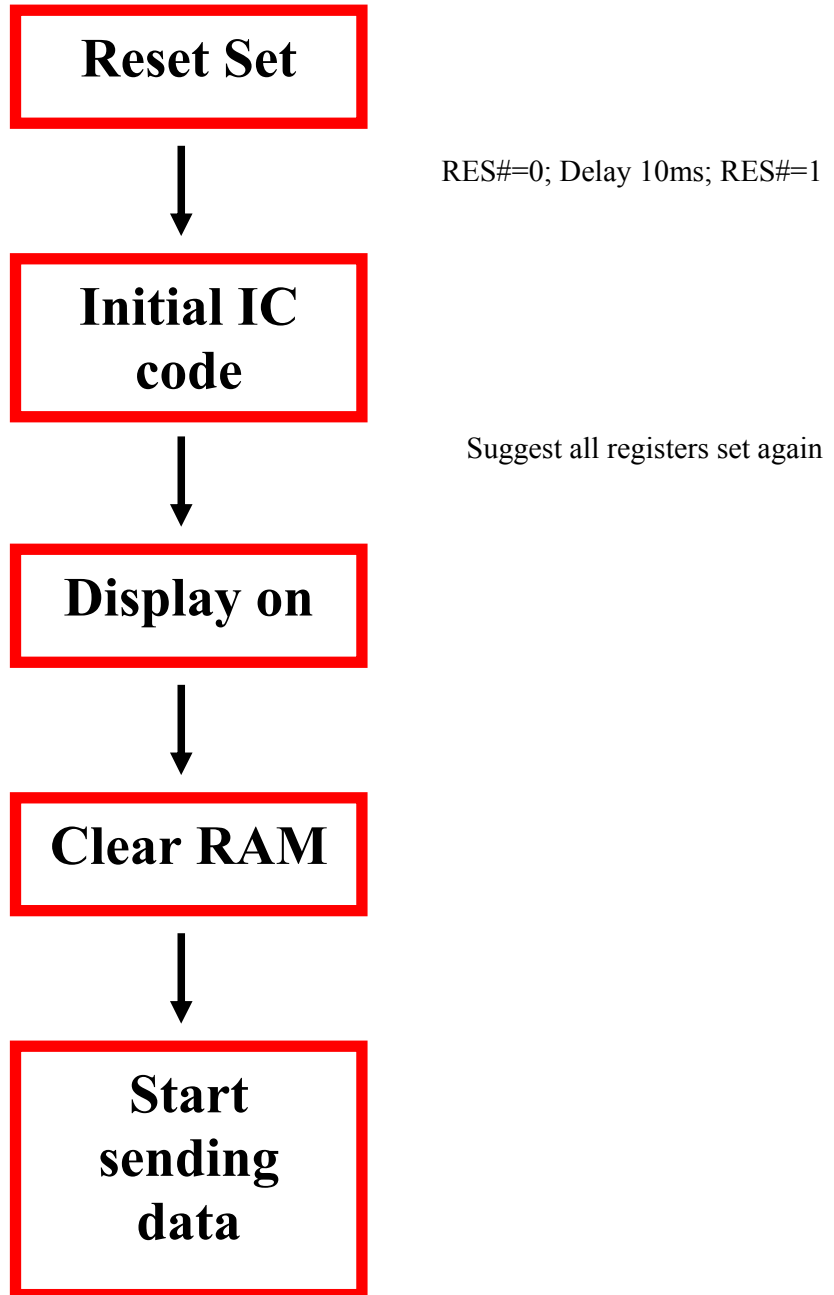 Reset Set
RES#=0; Delay 10ms; RES#=1
Initial IC
code
Suggest all registers set again
Display on
Clear RAM
Start
sending
data